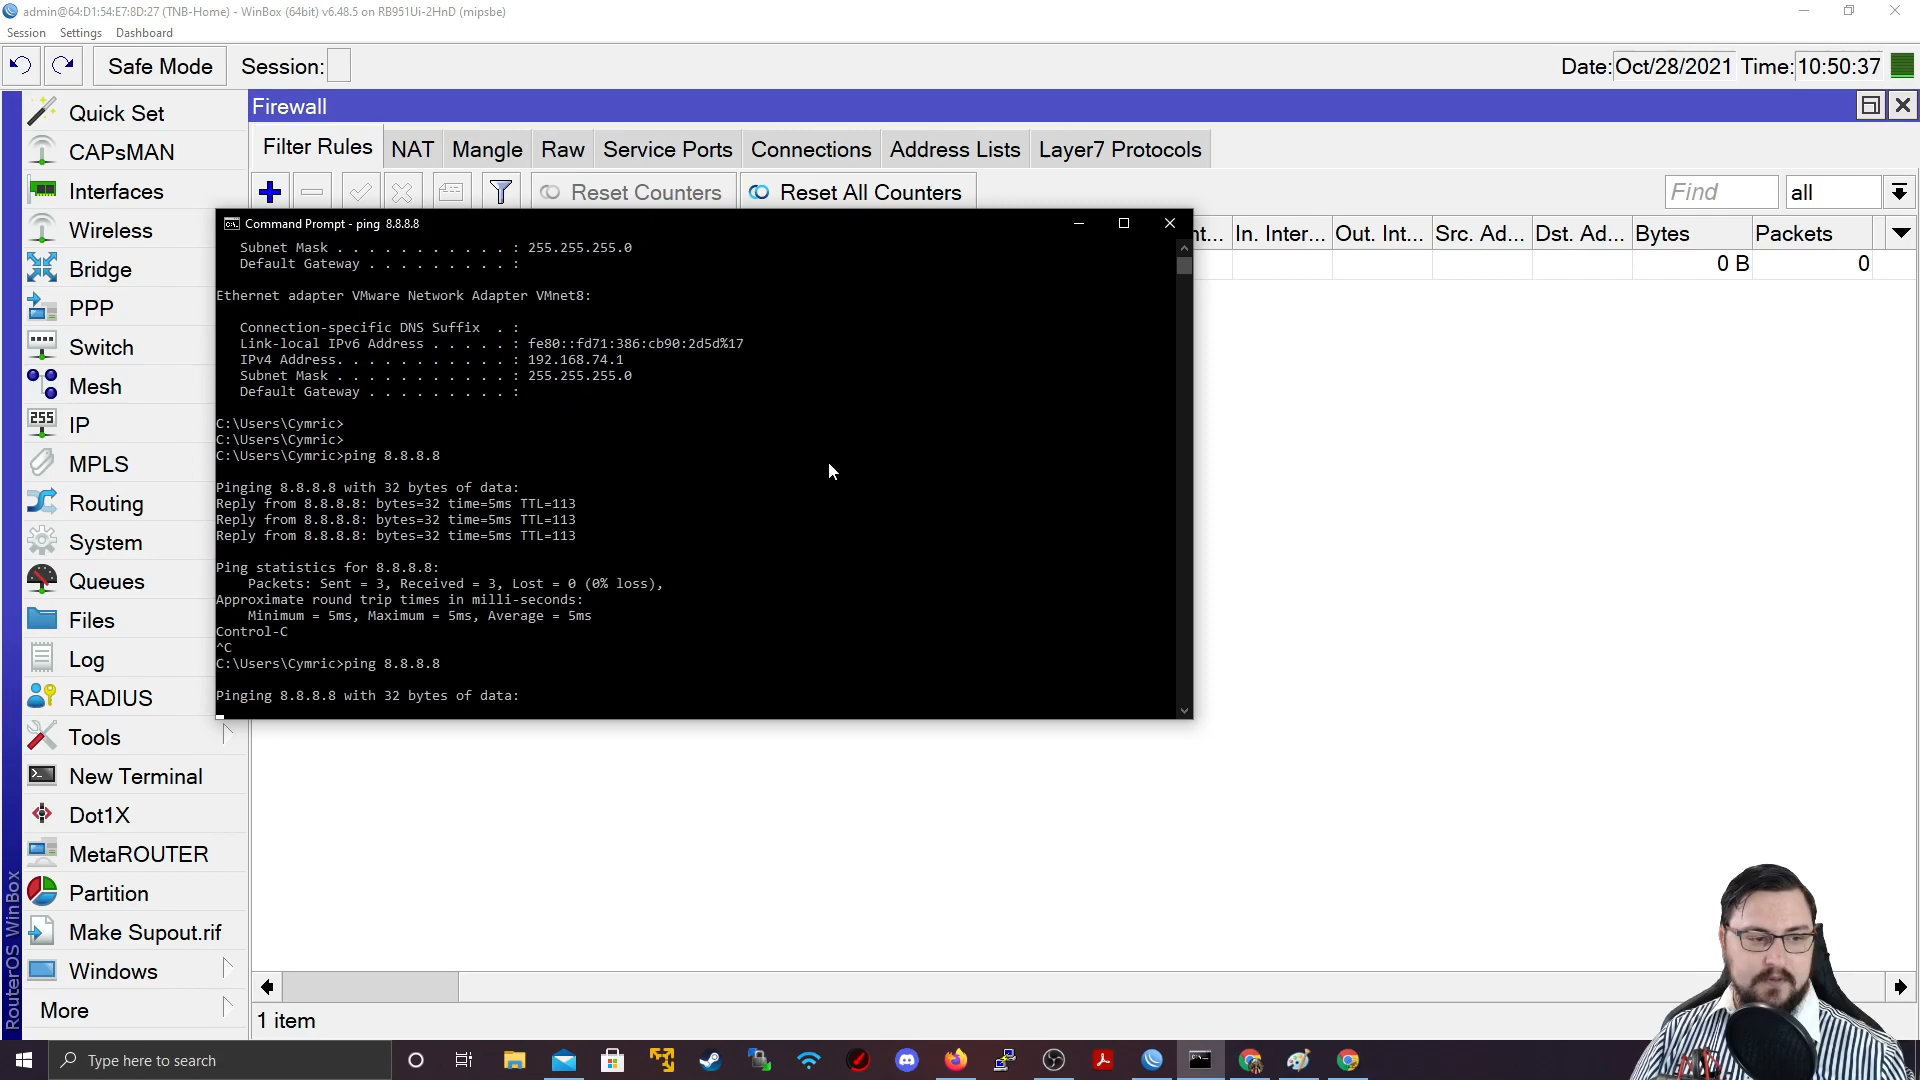 admin@64:D1:54:E7:8D:27 (TNB-Home) - WinBox (64bit) v6.48.5 on RB951Ui-2HnD (mipsbe)
Session Settings Dashboard
Safe Mode Session: Date: Oct/28/2021 Time: 10:50:37
Quick Set
CAPsMAN
Interfaces
Wireless
Bridge
PPP
Switch
Mesh
IP
MPLS
Routing
System
Queues
Files
Log
RADIUS
Tools
New Terminal
Dot1X
MetaROUTER
Partition
Make Supout.rif
Windows
More
RouterOS WinBox
Firewall
Filter Rules NAT Mangle Raw Service Ports Connections Address Lists Layer7 Protocols
Reset Counters Reset All Counters Find all
nt... In. Inter... Out. Int... Src. Ad... Dst. Ad... Bytes Packets
0 B 0
Command Prompt - ping 8.8.8.8
Subnet Mask . . . . . . . . . . . : 255.255.255.0
Default Gateway . . . . . . . . . :
Ethernet adapter VMware Network Adapter VMnet8:
Connection-specific DNS Suffix . :
Link-local IPv6 Address . . . . . : fe80::fd71:386:cb90:2d5d%17
IPv4 Address. . . . . . . . . . . : 192.168.74.1
Subnet Mask . . . . . . . . . . . : 255.255.255.0
Default Gateway . . . . . . . . . :
C:\Users\Cymric>
C:\Users\Cymric>
C:\Users\Cymric>ping 8.8.8.8
Pinging 8.8.8.8 with 32 bytes of data:
Reply from 8.8.8.8: bytes=32 time=5ms TTL=113
Reply from 8.8.8.8: bytes=32 time=5ms TTL=113
Reply from 8.8.8.8: bytes=32 time=5ms TTL=113
Ping statistics for 8.8.8.8:
Packets: Sent = 3, Received = 3, Lost = 0 (0% loss),
Approximate round trip times in milli-seconds:
Minimum = 5ms, Maximum = 5ms, Average = 5ms
Control-C
^C
C:\Users\Cymric>ping 8.8.8.8
Pinging 8.8.8.8 with 32 bytes of data:
1 item
Type here to search